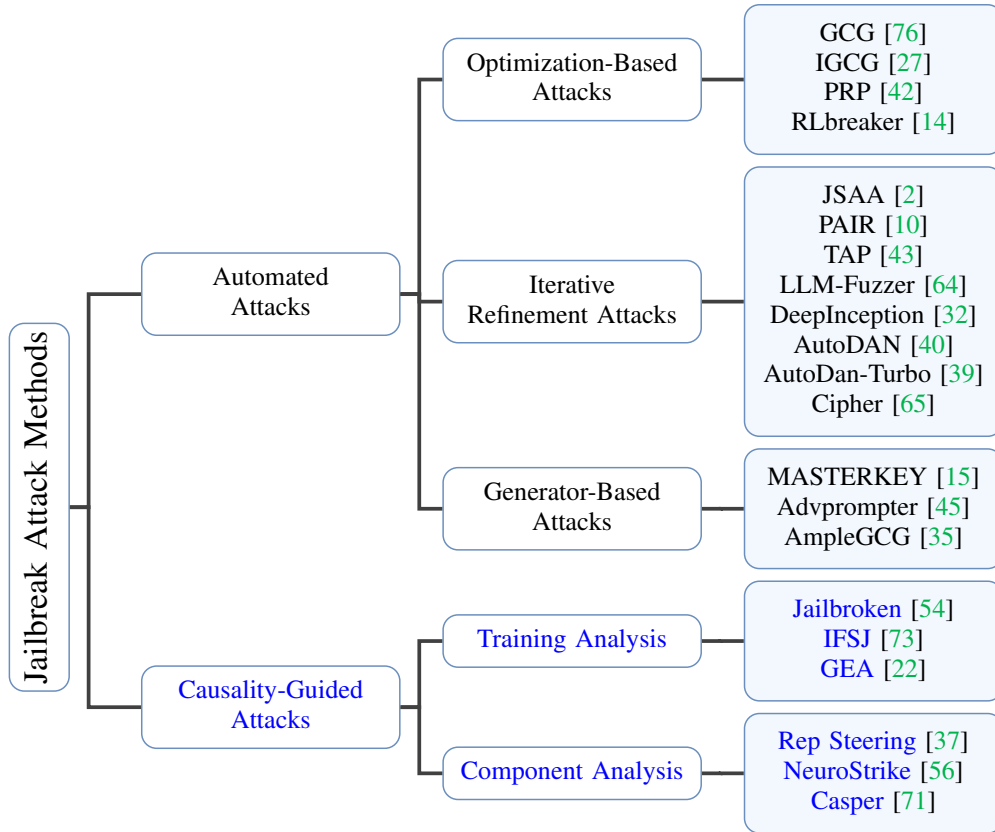 Jailbreak Attack Methods
Automated
Attacks
Optimization-Based
Attacks
GCG [76]
IGCG [27]
PRP [42]
RLbreaker [14]
Iterative
Refinement Attacks
JSAA [2]
PAIR [10]
TAP [43]
LLM-Fuzzer [64]
DeepInception [32]
AutoDAN [40]
AutoDan-Turbo [39]
Cipher [65]
Generator-Based
Attacks
MASTERKEY [15]
Advprompter [45]
AmpleGCG [35]
Causality-Guided
Attacks
Training Analysis
Jailbroken [54]
IFSJ [73]
GEA [22]
Component Analysis
Rep Steering [37]
NeuroStrike [56]
Casper [71]